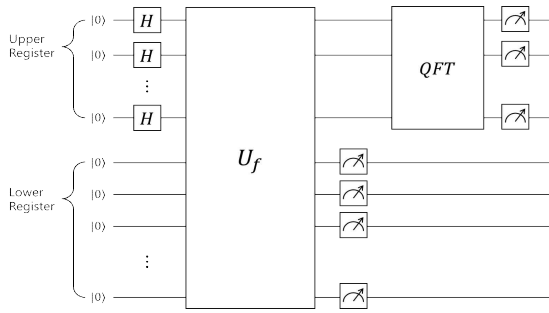 Upper
Register
|0⟩ H
|0⟩ H
⋮
|0⟩ H
QFT
U_f
Lower
Register
|0⟩
|0⟩
|0⟩
⋮
|0⟩